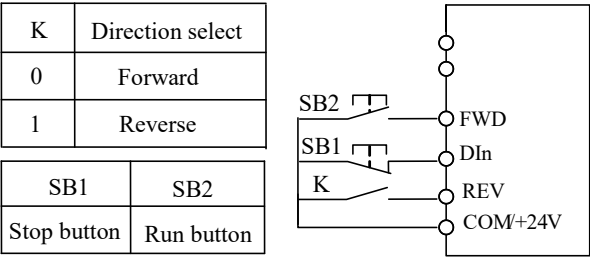 K Direction select
0 Forward
1 Reverse
SB1 SB2
Stop button Run button
SB2 FWD
SB1 DIn
K REV
COM/+24V